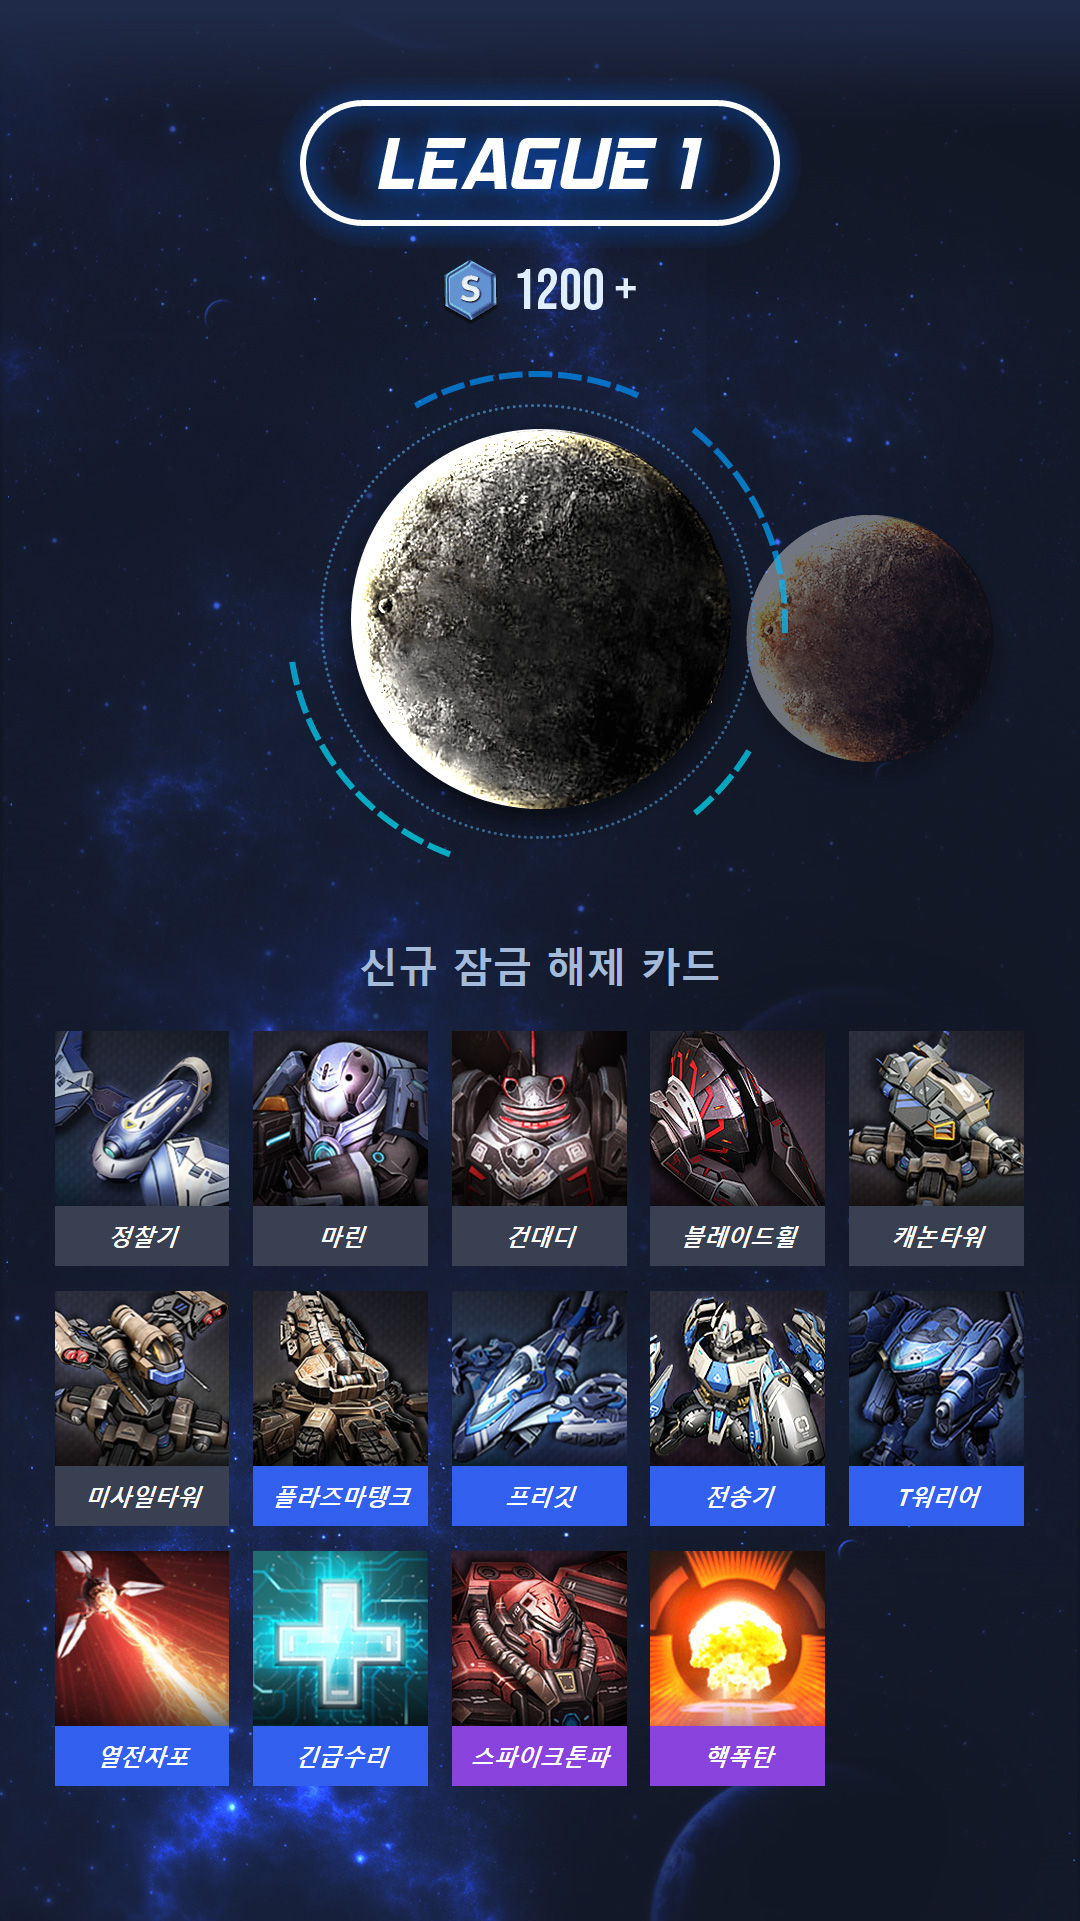 LEAGUE 1
S 1200 +
신규 잠금 해제 카드
정찰기 마린 건대디 블레이드휠 캐논타워
미사일타워 플라즈마탱크 프리깃 전송기 T워리어
열전자포 긴급수리 스파이크톤파 핵폭탄